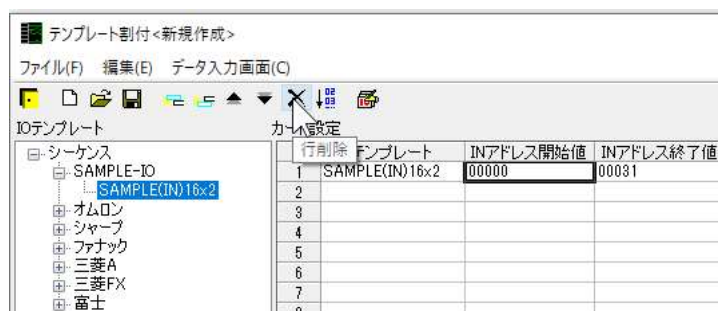 テンプレート割付<新規作成>
ファイル(F) 編集(E) データ入力画面(C)
IOテンプレート
設定
行削除
テンプレート INアドレス開始値 INアドレス終了値
シーケンス
SAMPLE-IO
SAMPLE(IN)16x2
オムロン
シャープ
ファナック
三菱A
三菱FX
富士
1 SAMPLE(IN)16x2 00000 00031
2
3
4
5
6
7